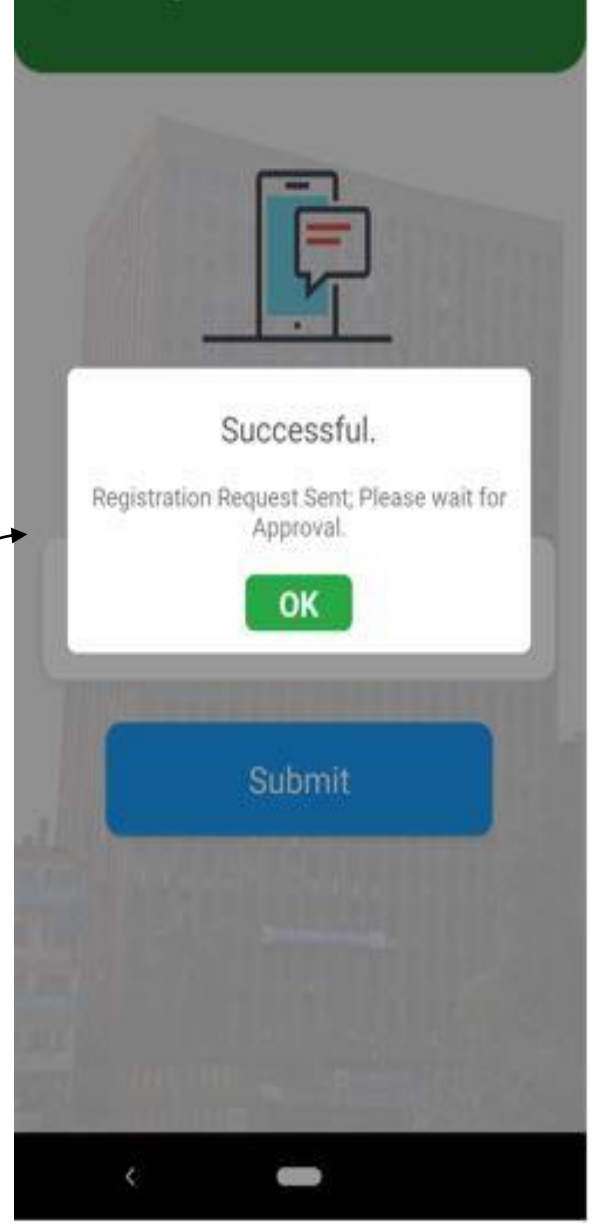 Successful.
Registration Request Sent; Please wait for
Approval.
OK
Submit